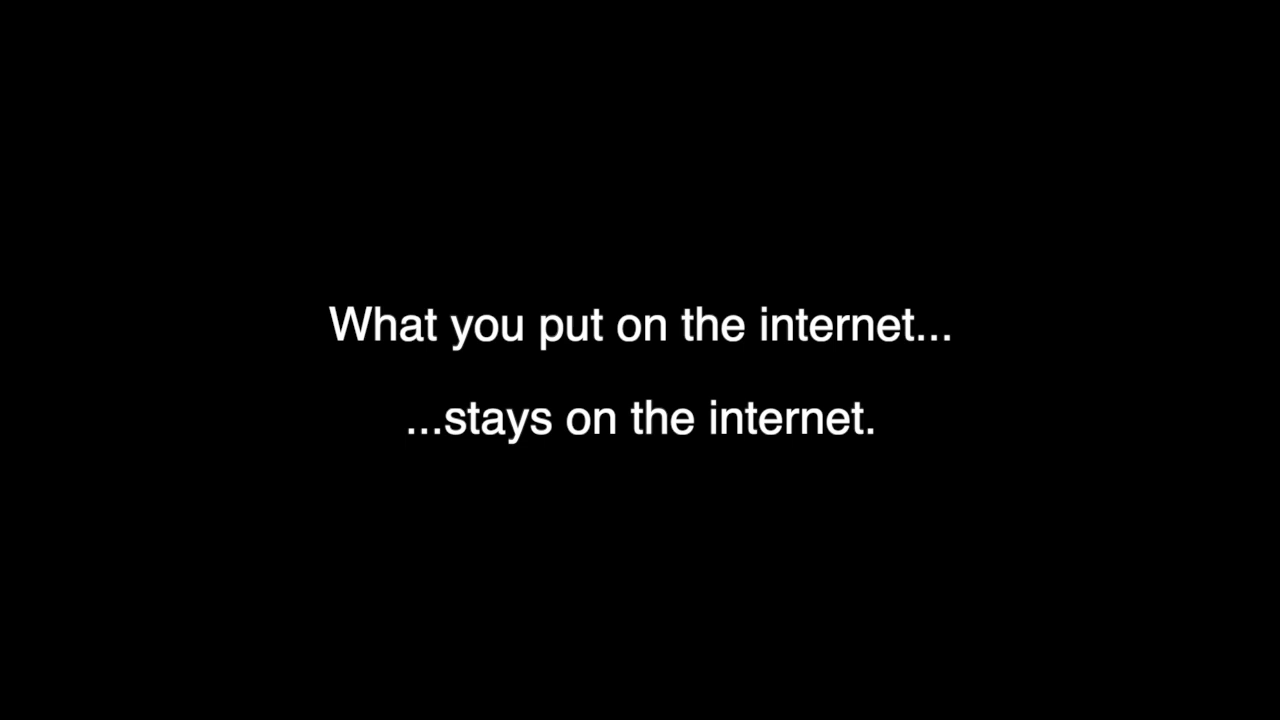 What you put on the internet...
...stays on the internet.